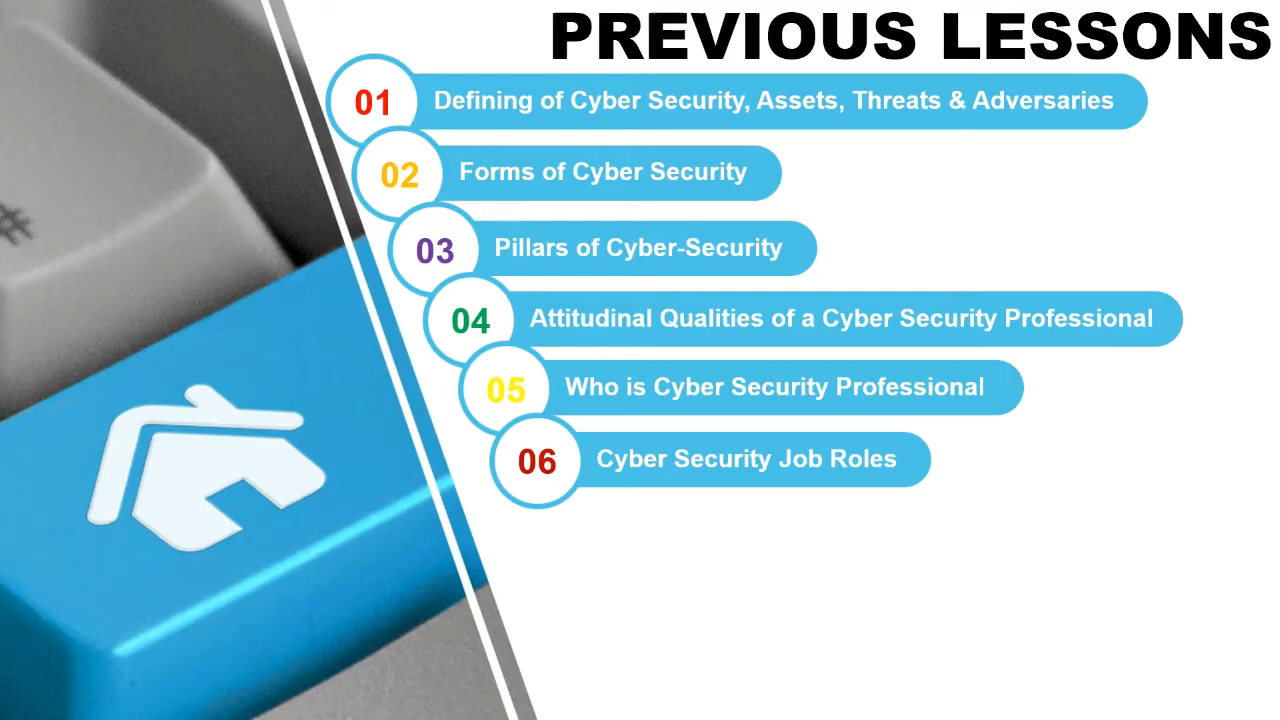 PREVIOUS LESSONS
01 Defining of Cyber Security, Assets, Threats & Adversaries
02 Forms of Cyber Security
03 Pillars of Cyber-Security
04 Attitudinal Qualities of a Cyber Security Professional
05 Who is Cyber Security Professional
06 Cyber Security Job Roles
#